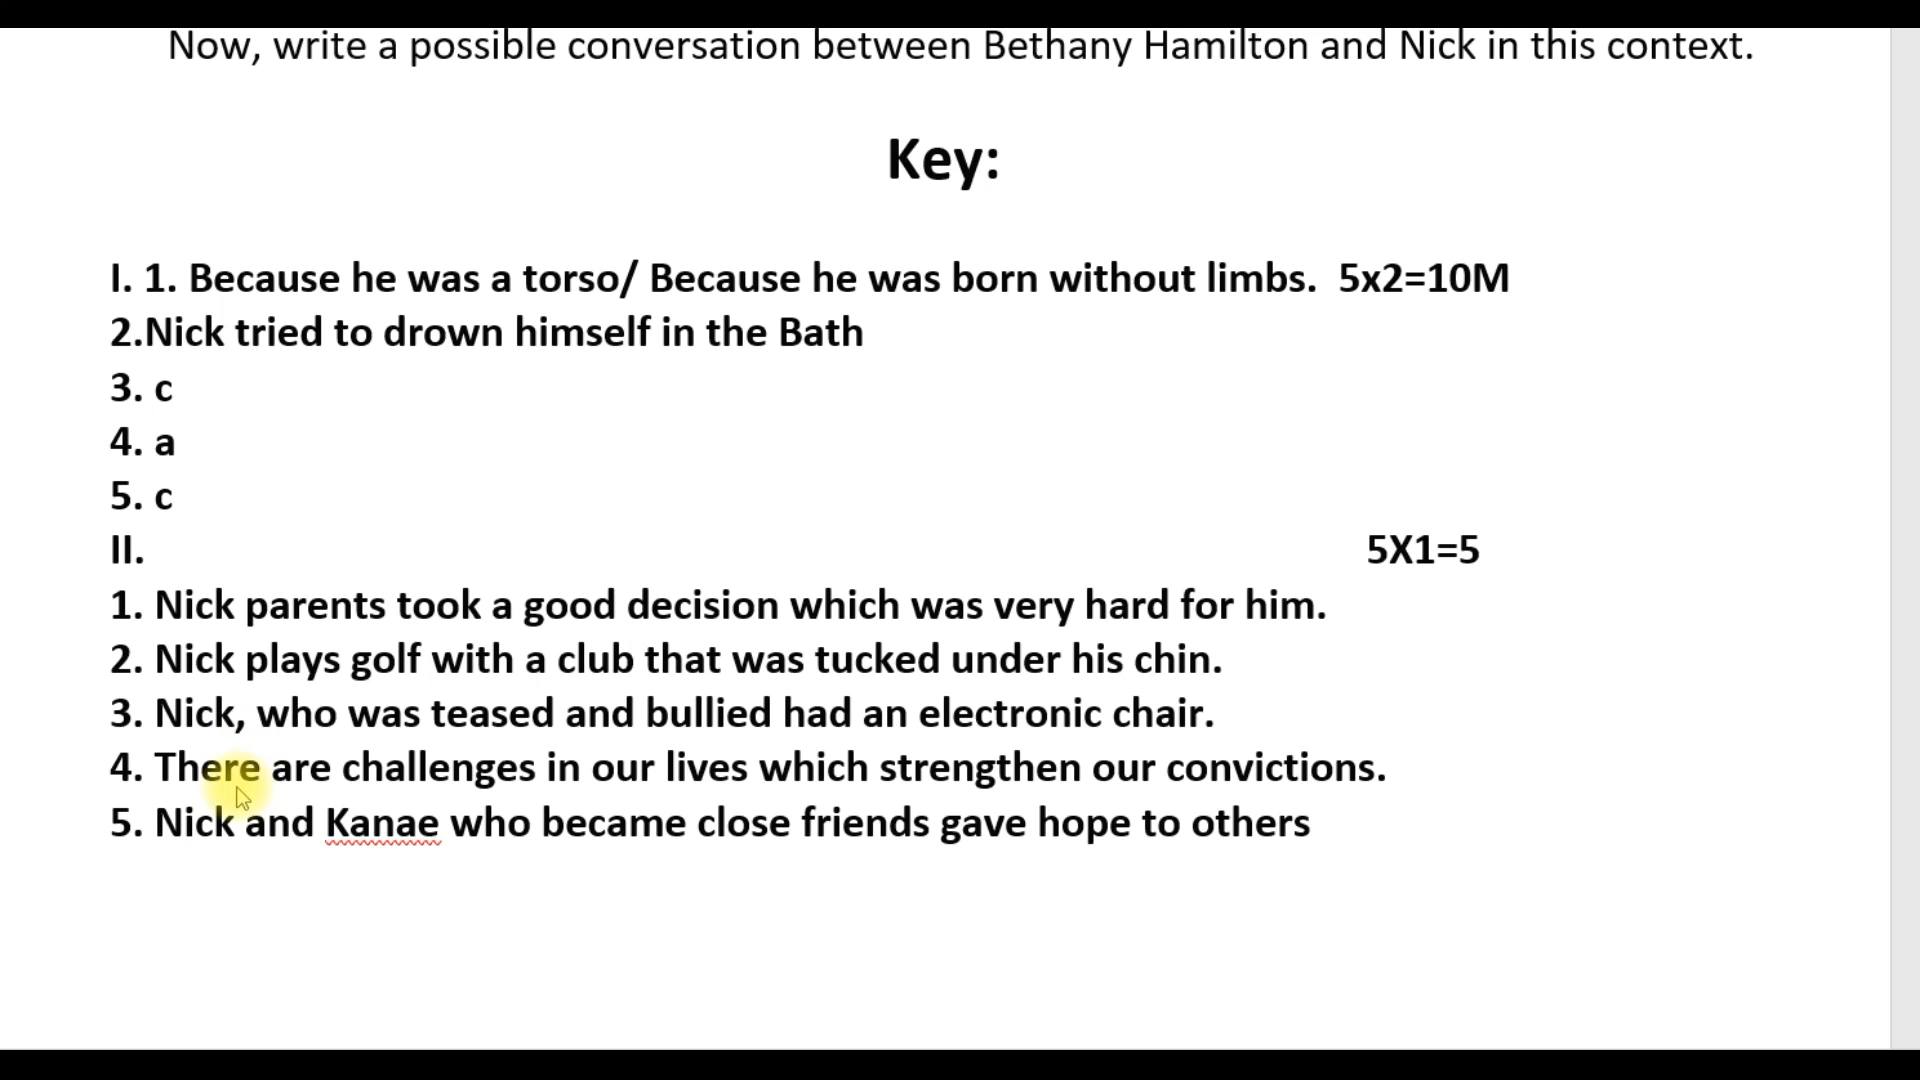 Now, write a possible conversation between Bethany Hamilton and Nick in this context.
Key:
I. 1. Because he was a torso/ Because he was born without limbs.  5x2=10M
2.Nick tried to drown himself in the Bath
3. c
4. a
5. c
II. 5X1=5
1. Nick parents took a good decision which was very hard for him.
2. Nick plays golf with a club that was tucked under his chin.
3. Nick, who was teased and bullied had an electronic chair.
4. There are challenges in our lives which strengthen our convictions.
5. Nick and Kanae who became close friends gave hope to others